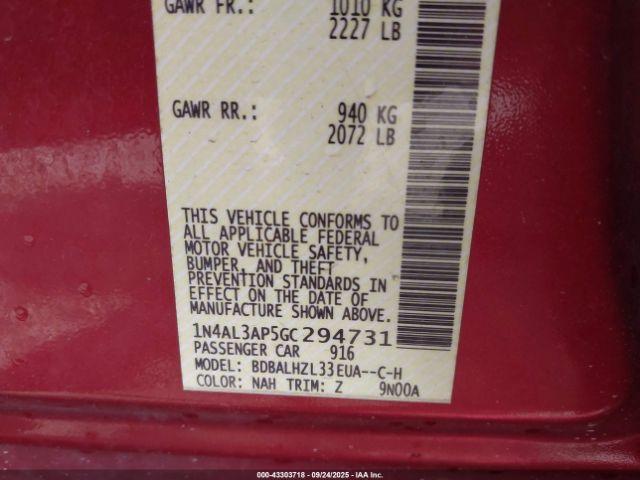 GAWR FR.: 1010 KG
2227 LB
GAWR RR.: 940 KG
2072 LB
THIS VEHICLE CONFORMS TO
ALL APPLICABLE FEDERAL
MOTOR VEHICLE SAFETY,
BUMPER, AND THEFT
PREVENTION STANDARDS IN
EFFECT ON THE DATE OF
MANUFACTURE SHOWN ABOVE.
1N4AL3AP5GC294731
PASSENGER CAR 916
MODEL: BDBALHZL33EUA--C-H
COLOR: NAH TRIM: Z 9N00A
000-43303718 - 09/24/2025 - IAA Inc.